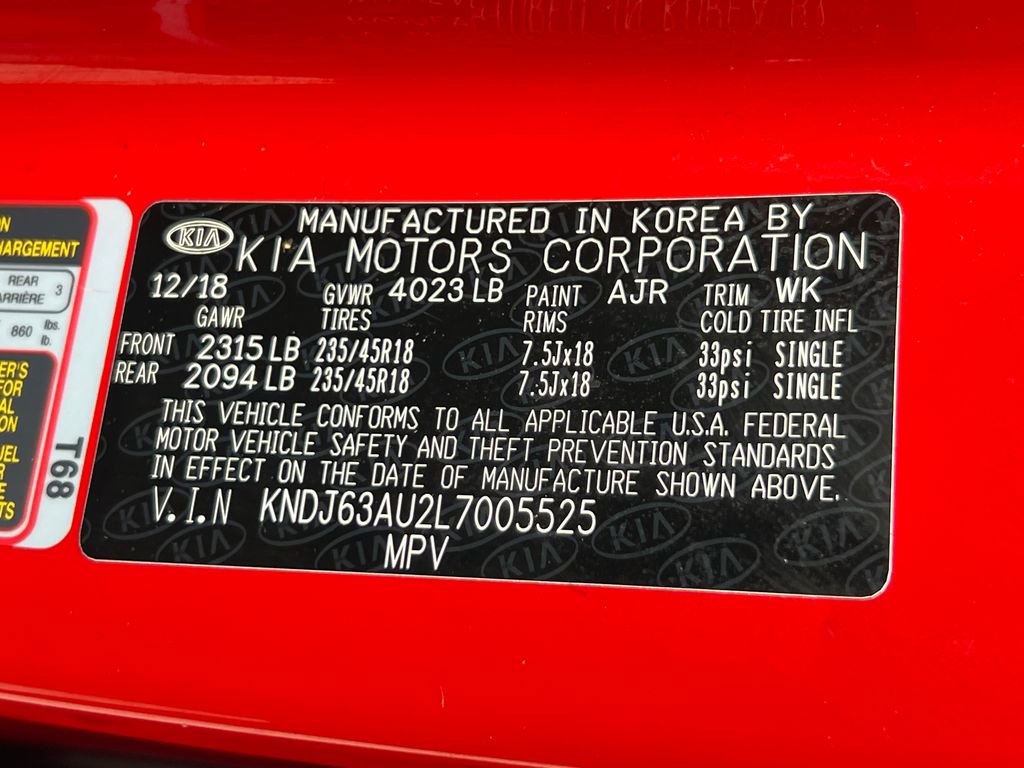 KIA
MANUFACTURED IN KOREA BY
KIA MOTORS CORPORATION
12/18 GVWR 4023 LB PAINT AJR TRIM WK
GAWR TIRES RIMS COLD TIRE INFL
FRONT 2315 LB 235/45R18 7.5Jx18 33psi SINGLE
REAR 2094 LB 235/45R18 7.5Jx18 33psi SINGLE
THIS VEHICLE CONFORMS TO ALL APPLICABLE U.S.A. FEDERAL
MOTOR VEHICLE SAFETY AND THEFT PREVENTION STANDARDS
IN EFFECT ON THE DATE OF MANUFACTURE SHOWN ABOVE.
V.I.N KNDJ63AU2L7005525
MPV
REAR
3
860 lbs.
lb.
T68